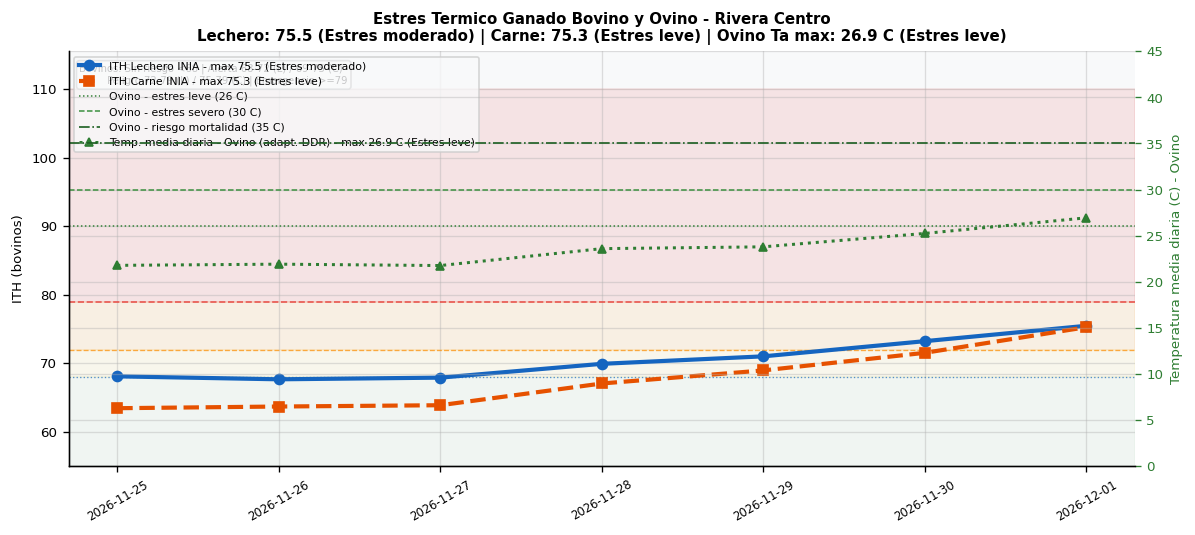 Estres Termico Ganado Bovino y Ovino - Rivera Centro
Lechero: 75.5 (Estres moderado) | Carne: 75.3 (Estres leve) | Ovino Ta max: 26.9 C (Estres leve)
ITH Lechero INIA - max 75.5 (Estres moderado)
ITH Carne INIA - max 75.3 (Estres leve)
Ovino - estres leve (26 C)
Ovino - estres severo (30 C)
Ovino - riesgo mortalidad (35 C)
Temp. media diaria - Ovino (adapt. DDR) - max 26.9 C (Estres leve)
ITH (bovinos)
110
100
90
80
70
60
45
40
35
30
25
20
15
10
5
0
Temperatura media diaria (C) - Ovino
2026-11-25
2026-11-26
2026-11-27
2026-11-28
2026-11-29
2026-11-30
2026-12-01